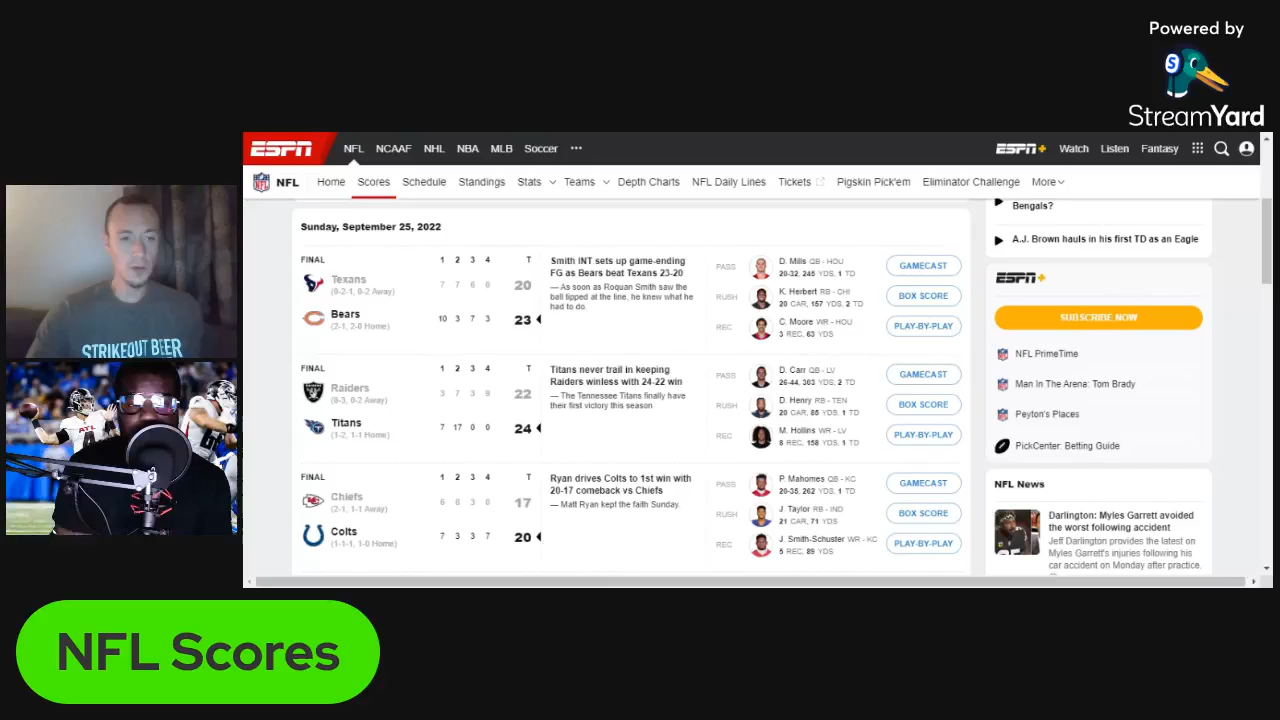 Powered by
StreamYard
ESPN NFL NCAAF NHL NBA MLB Soccer ••• ESPN+ Watch Listen Fantasy
NFL Home Scores Schedule Standings Stats Teams Depth Charts NFL Daily Lines Tickets Pigskin Pick'em Eliminator Challenge More
Sunday, September 25, 2022
FINAL 1 2 3 4 T
Texans 7 7 6 0 20
(0-2-1, 0-2 Away)
Bears 10 3 7 3 23
(2-1, 2-0 Home)
Smith INT sets up game-ending
FG as Bears beat Texans 23-20
— As soon as Roquan Smith saw the
ball tipped at the line, he knew what he
had to do.
PASS D. Mills QB - HOU
20-32, 245 YDS, 1 TD
RUSH K. Herbert RB - CHI
20 CAR, 157 YDS, 2 TD
REC C. Moore WR - HOU
3 REC, 63 YDS
GAMECAST
BOX SCORE
PLAY-BY-PLAY
FINAL 1 2 3 4 T
Raiders 3 7 3 9 22
(0-3, 0-2 Away)
Titans 7 17 0 0 24
(1-2, 1-1 Home)
Titans never trail in keeping
Raiders winless with 24-22 win
— The Tennessee Titans finally have
their first victory this season
PASS D. Carr QB - LV
26-44, 303 YDS, 2 TD
RUSH D. Henry RB - TEN
20 CAR, 85 YDS, 1 TD
REC M. Hollins WR - LV
8 REC, 158 YDS, 1 TD
GAMECAST
BOX SCORE
PLAY-BY-PLAY
FINAL 1 2 3 4 T
Chiefs 6 8 3 0 17
(2-1, 1-1 Away)
Colts 7 3 3 7 20
(1-1-1, 1-0 Home)
Ryan drives Colts to 1st win with
20-17 comeback vs Chiefs
— Matt Ryan kept the faith Sunday.
PASS P. Mahomes QB - KC
20-35, 262 YDS, 1 TD
RUSH J. Taylor RB - IND
21 CAR, 71 YDS
REC J. Smith-Schuster WR - KC
5 REC, 89 YDS
GAMECAST
BOX SCORE
PLAY-BY-PLAY
Bengals?
A.J. Brown hauls in his first TD as an Eagle
ESPN+
SUBSCRIBE NOW
NFL PrimeTime
Man In The Arena: Tom Brady
Peyton's Places
PickCenter: Betting Guide
NFL News
Darlington: Myles Garrett avoided
the worst following accident
Jeff Darlington provides the latest on
Myles Garrett's injuries following his
car accident on Monday after practice.
STRIKEOUT BEER
NFL Scores